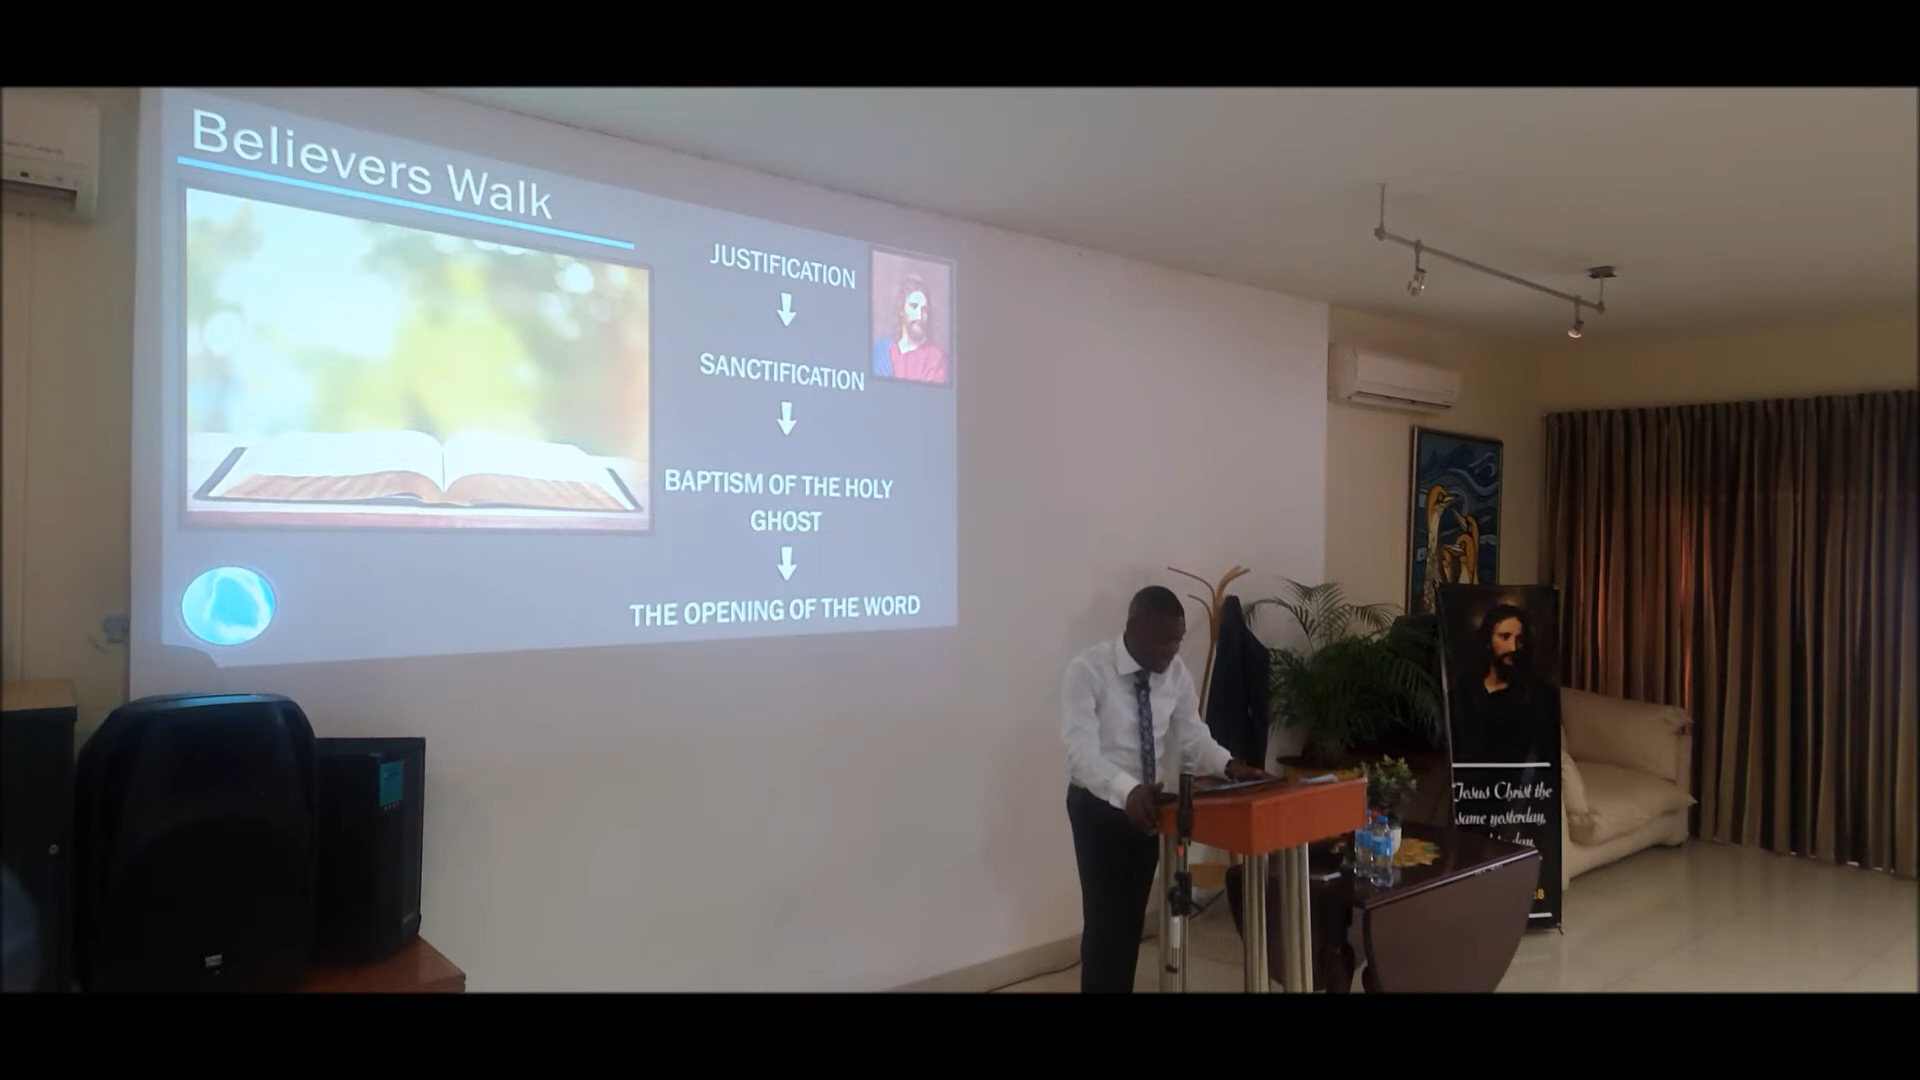 Believers Walk
JUSTIFICATION
SANCTIFICATION
BAPTISM OF THE HOLY
GHOST
THE OPENING OF THE WORD
Jesus Christ the
same yesterday,